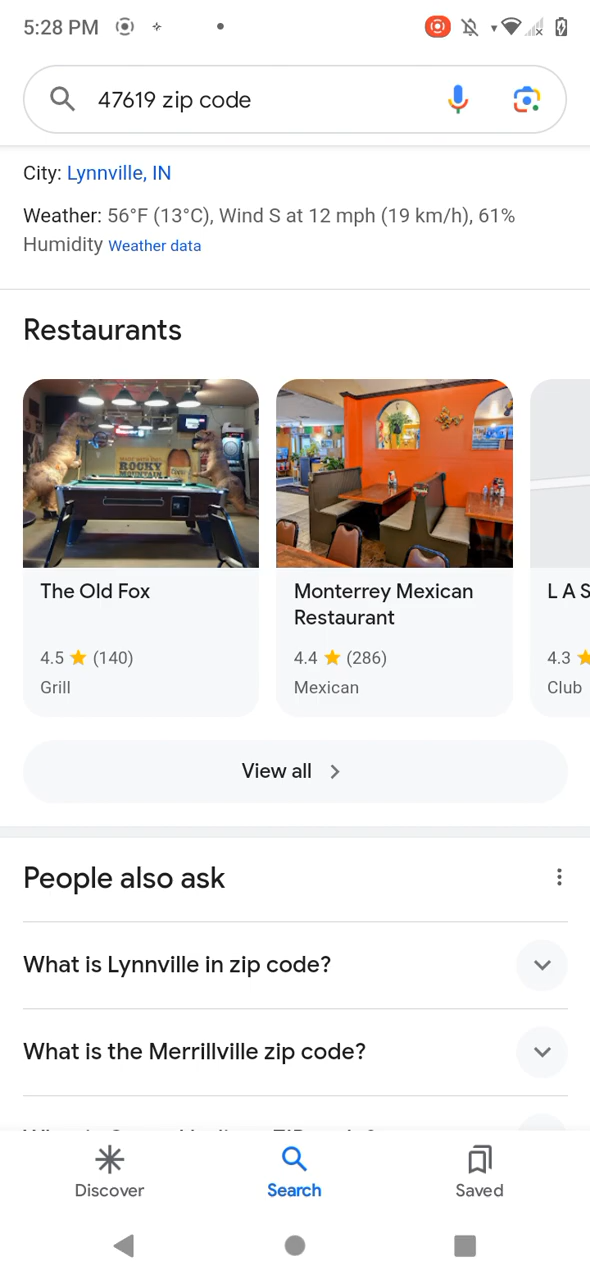 5:28 PM
47619 zip code
City: Lynnville, IN
Weather: 56°F (13°C), Wind S at 12 mph (19 km/h), 61%
Humidity Weather data
Restaurants
ROCKY
MOUNTAIN
The Old Fox
4.5 (140)
Grill
Monterrey Mexican
Restaurant
4.4 (286)
Mexican
L A S
4.3
Club
View all
People also ask
What is Lynnville in zip code?
What is the Merrillville zip code?
Discover
Search
Saved